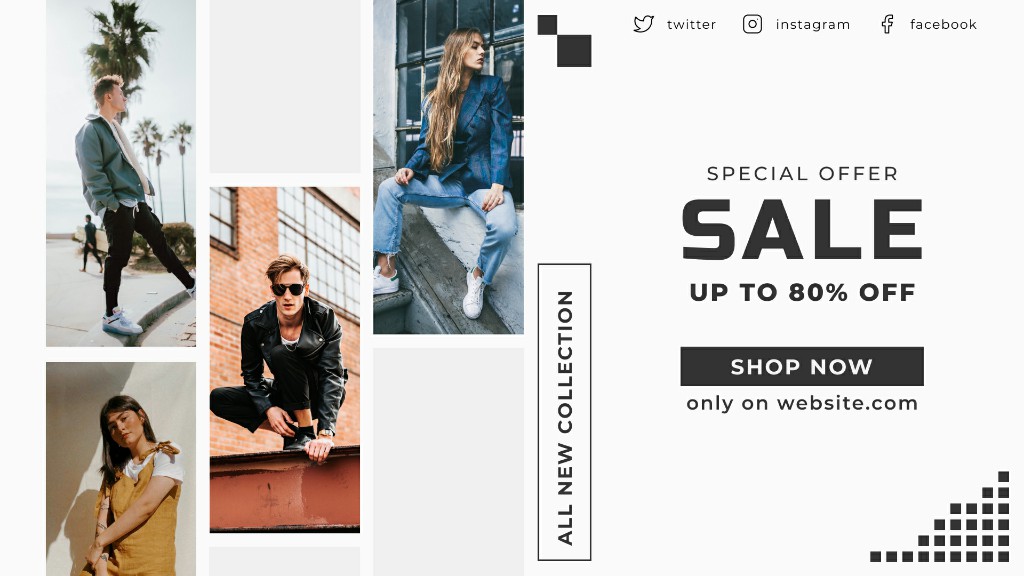 twitter
instagram
facebook
SPECIAL OFFER
SALE
UP TO 80% OFF
SHOP NOW
only on website.com
ALL NEW COLLECTION